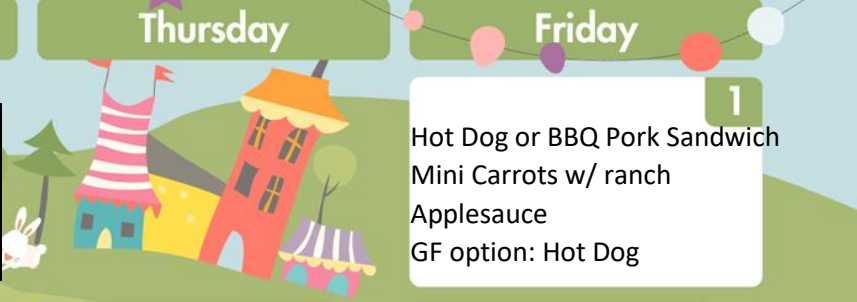 Thursday
Friday
1
Hot Dog or BBQ Pork Sandwich
Mini Carrots w/ ranch
Applesauce
GF option: Hot Dog